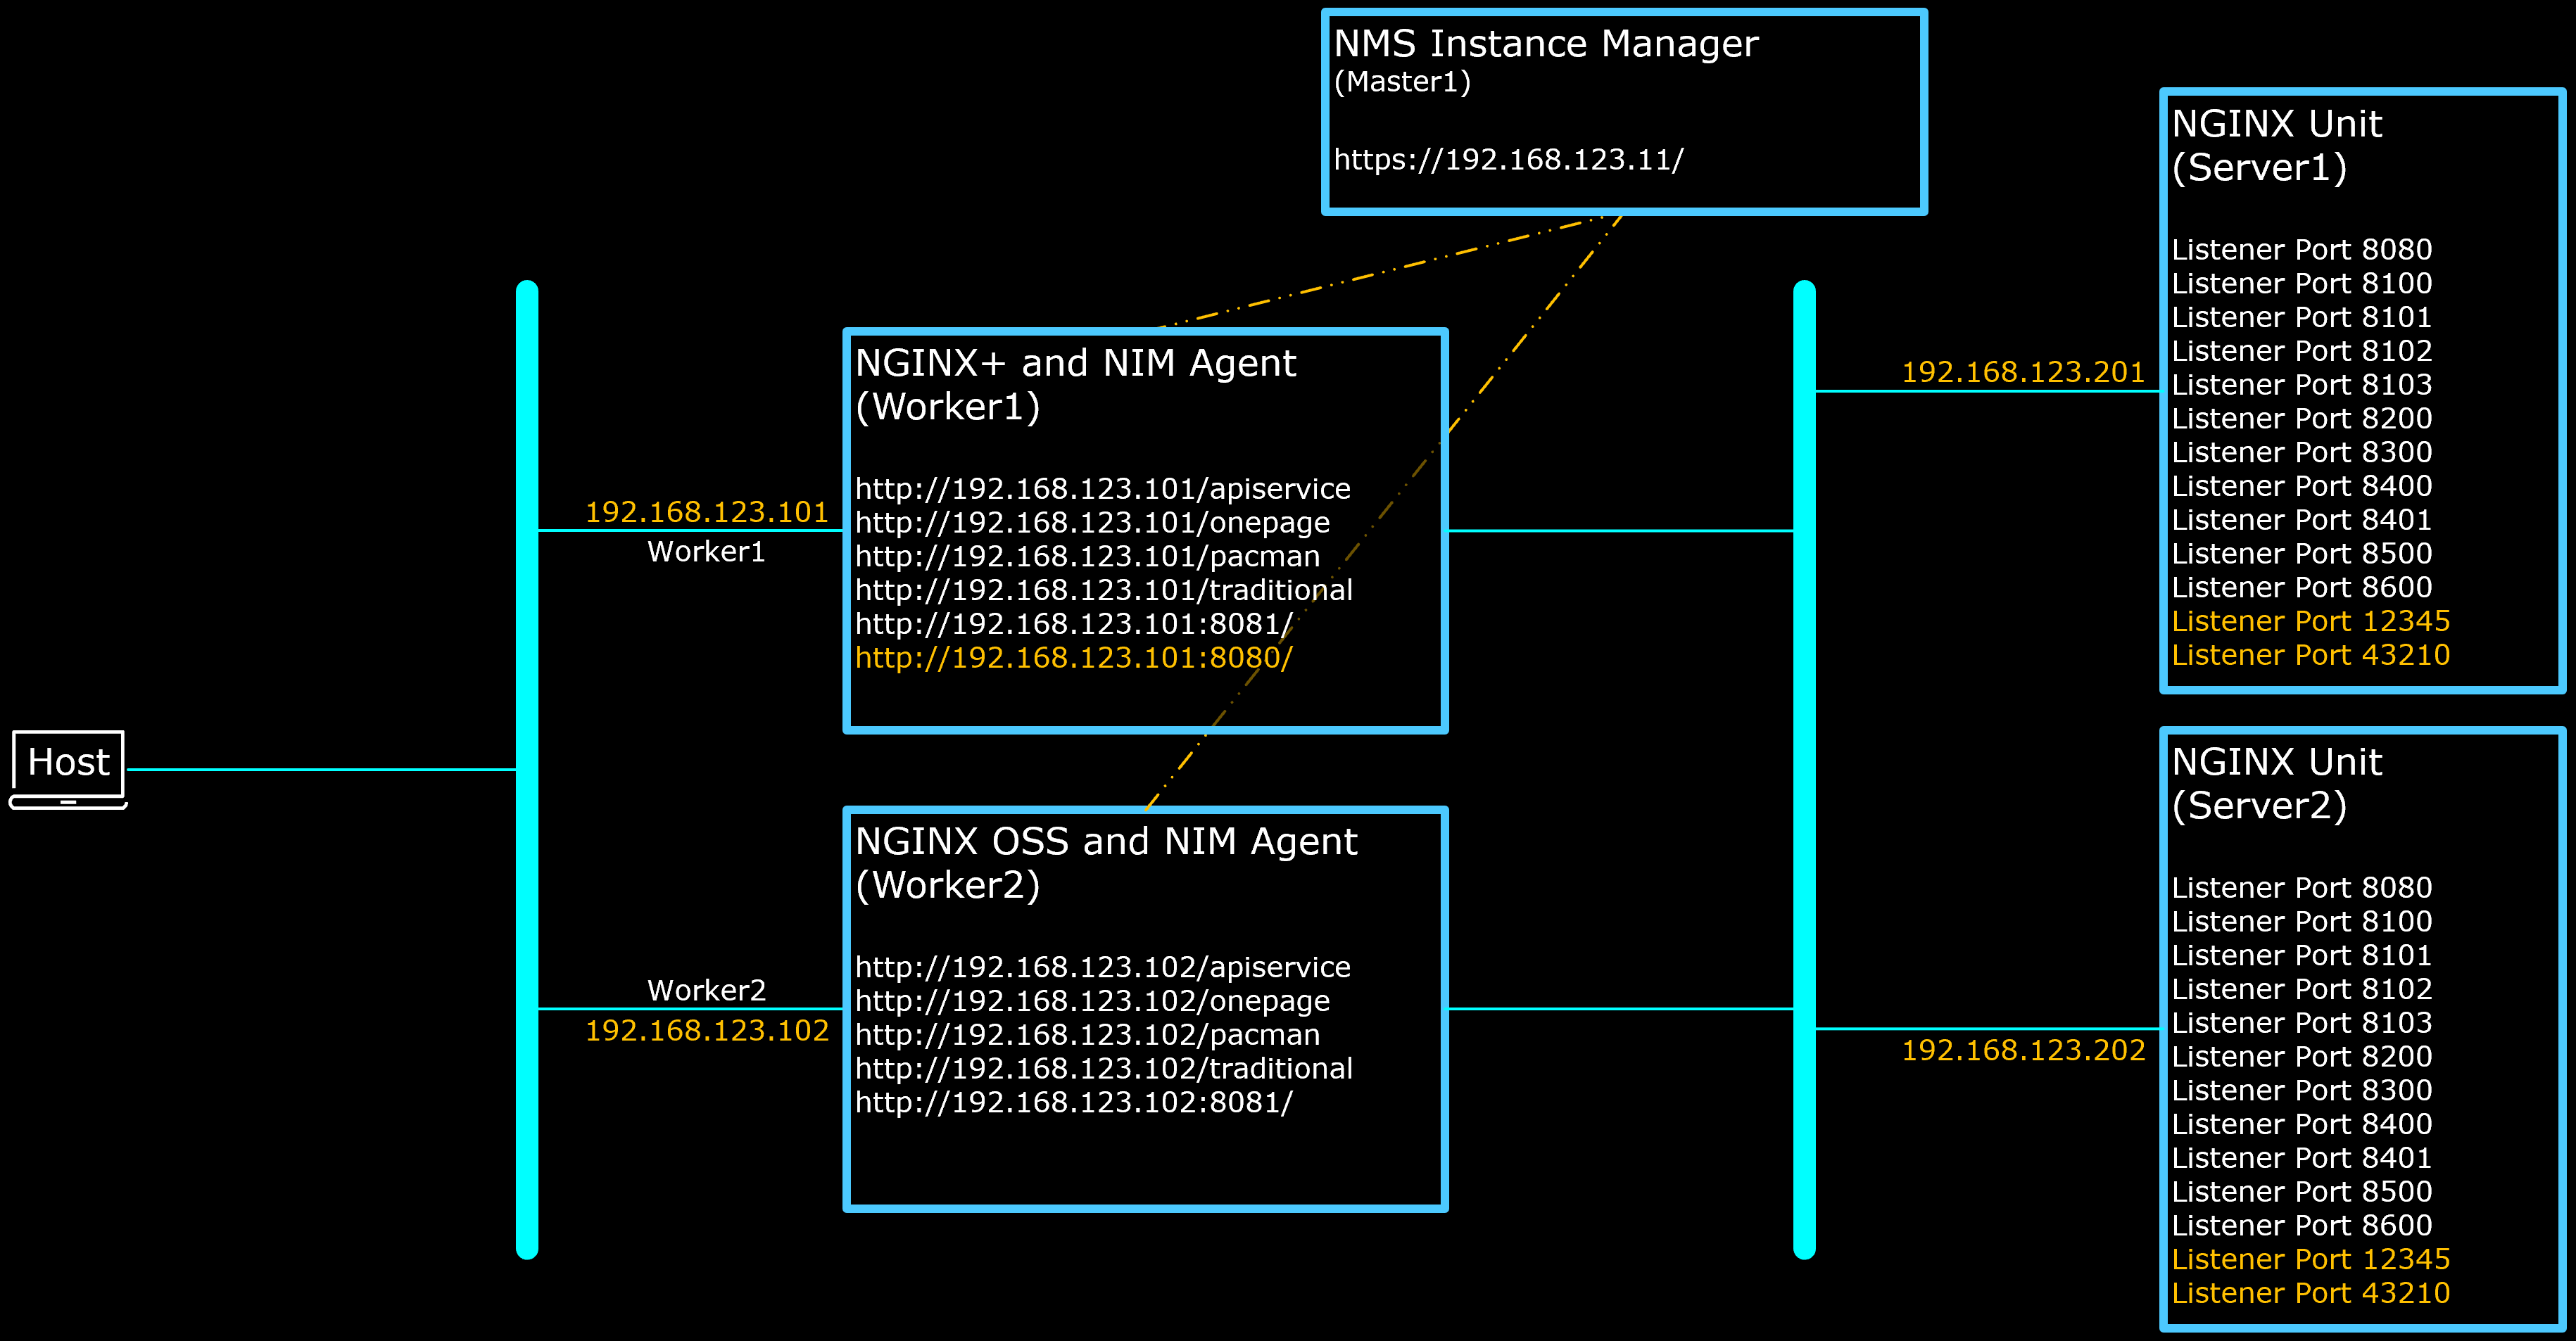 NMS Instance Manager
(Master1)
https://192.168.123.11/
NGINX Unit
(Server1)
Listener Port 8080
Listener Port 8100
Listener Port 8101
Listener Port 8102
Listener Port 8103
Listener Port 8200
Listener Port 8300
Listener Port 8400
Listener Port 8401
Listener Port 8500
Listener Port 8600
Listener Port 12345
Listener Port 43210
192.168.123.201
NGINX+ and NIM Agent
(Worker1)
http://192.168.123.101/apiservice
http://192.168.123.101/onepage
http://192.168.123.101/pacman
http://192.168.123.101/traditional
http://192.168.123.101:8081/
http://192.168.123.101:8080/
192.168.123.101
Worker1
Host
NGINX OSS and NIM Agent
(Worker2)
http://192.168.123.102/apiservice
http://192.168.123.102/onepage
http://192.168.123.102/pacman
http://192.168.123.102/traditional
http://192.168.123.102:8081/
Worker2
192.168.123.102
NGINX Unit
(Server2)
Listener Port 8080
Listener Port 8100
Listener Port 8101
Listener Port 8102
Listener Port 8103
Listener Port 8200
Listener Port 8300
Listener Port 8400
Listener Port 8401
Listener Port 8500
Listener Port 8600
Listener Port 12345
Listener Port 43210
192.168.123.202